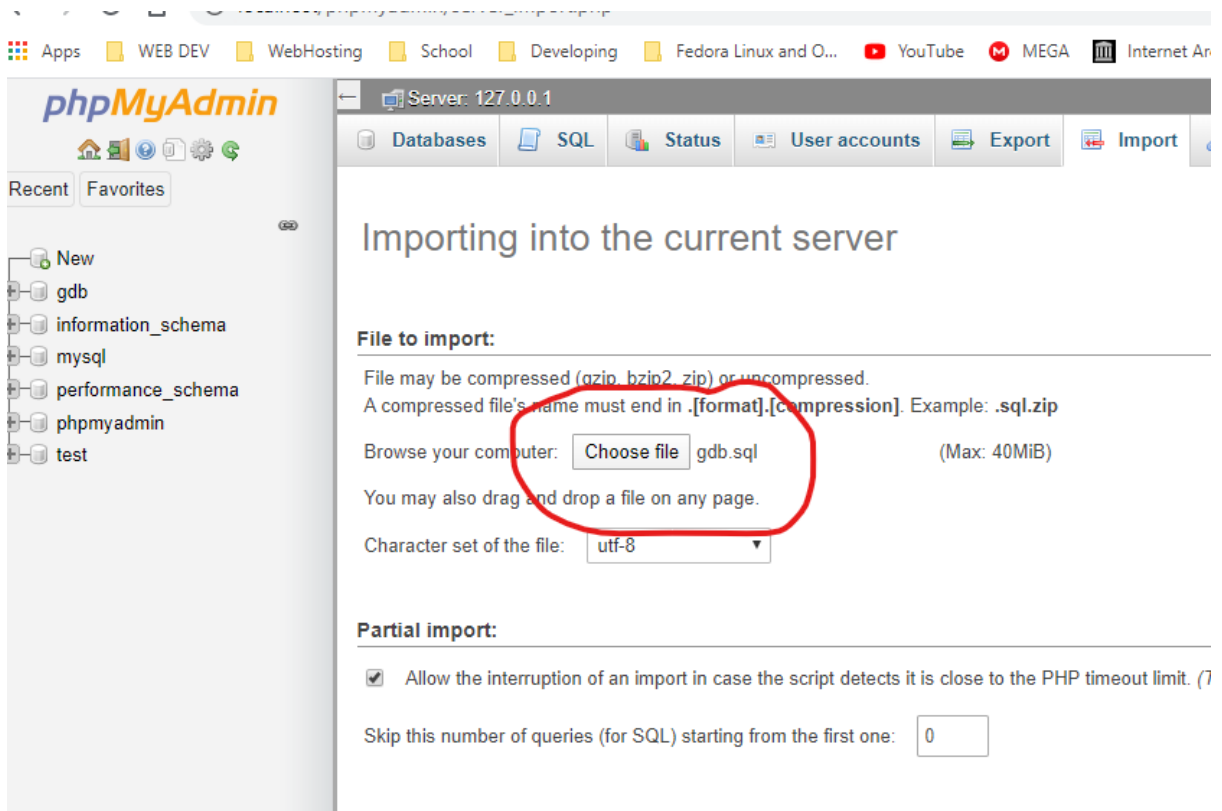 Apps WEB DEV WebHosting School Developing Fedora Linux and O... YouTube MEGA Internet Ar
phpMyAdmin
Recent Favorites
New
gdb
information_schema
mysql
performance_schema
phpmyadmin
test
Server: 127.0.0.1
Databases SQL Status User accounts Export Import
Importing into the current server
File to import:
File may be compressed (gzip, bzip2, zip) or uncompressed.
A compressed file's name must end in .[format].[compression]. Example: .sql.zip
Browse your computer: Choose file gdb.sql (Max: 40MiB)
You may also drag and drop a file on any page.
Character set of the file: utf-8
Partial import:
Allow the interruption of an import in case the script detects it is close to the PHP timeout limit. (T
Skip this number of queries (for SQL) starting from the first one: 0